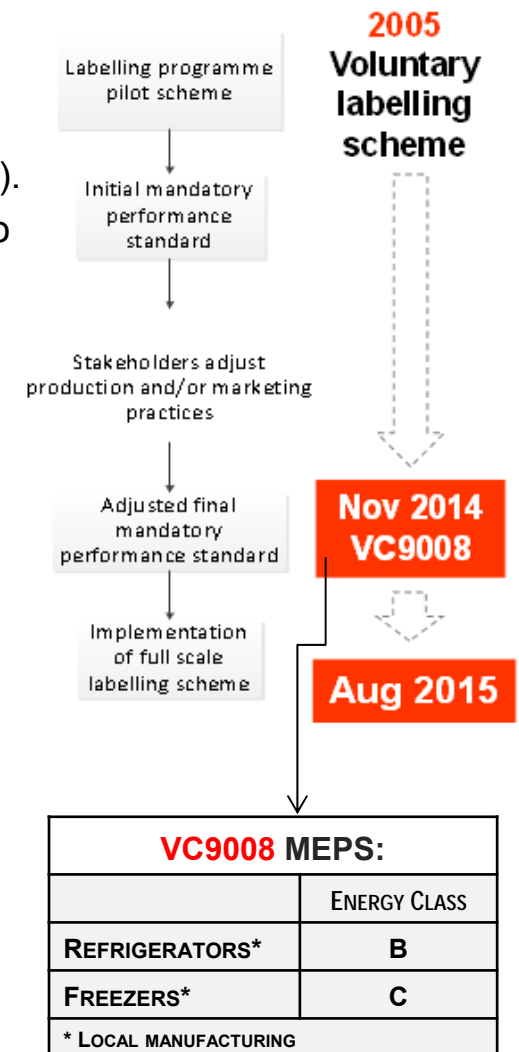 Labelling programme
pilot scheme
).
Initial mandatory
performance
standard
Stakeholders adjust
production and/or marketing
practices
Adjusted final
mandatory
performance standard
Implementation
of full scale
labelling scheme
2005
Voluntary
labelling
scheme
Nov 2014
VC9008
Aug 2015
VC9008 MEPS:
ENERGY CLASS
REFRIGERATORS* B
FREEZERS* C
* LOCAL MANUFACTURING